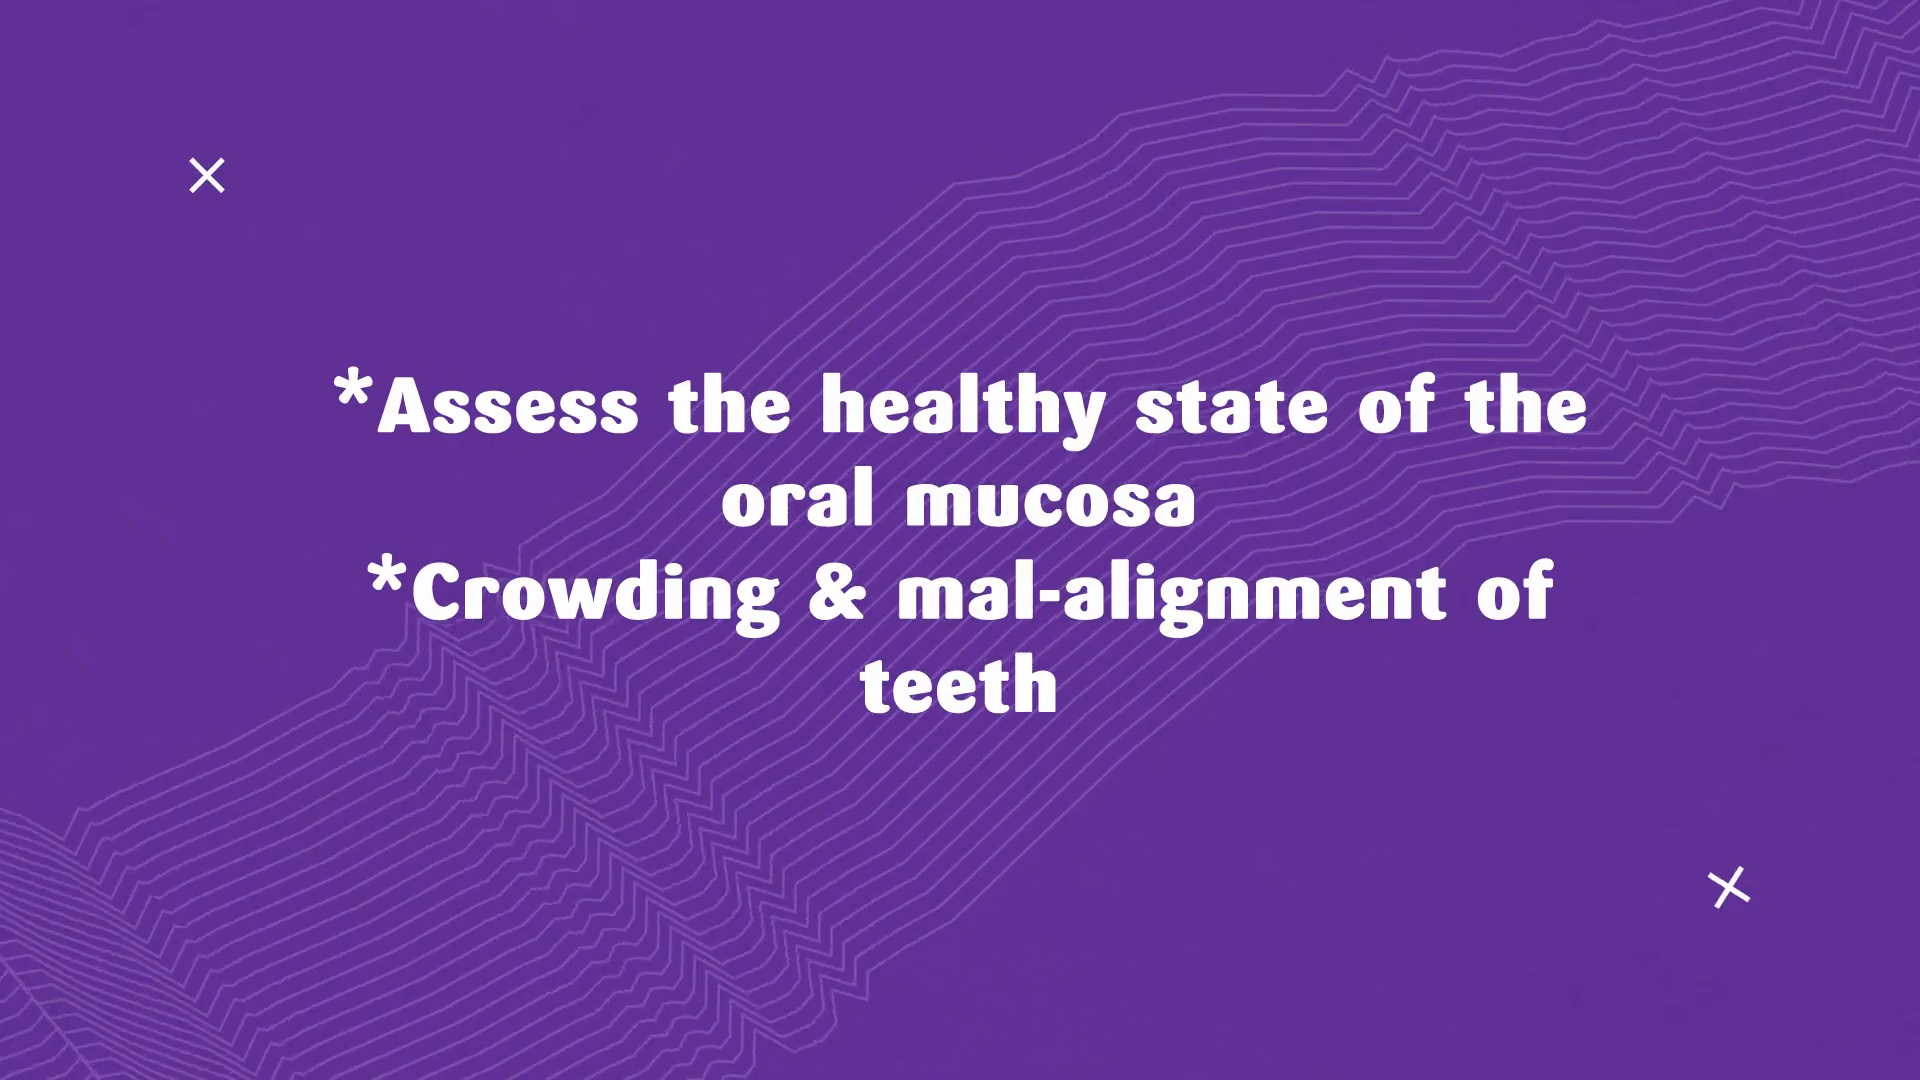 *Assess the healthy state of the
oral mucosa
*Crowding & mal-alignment of
teeth